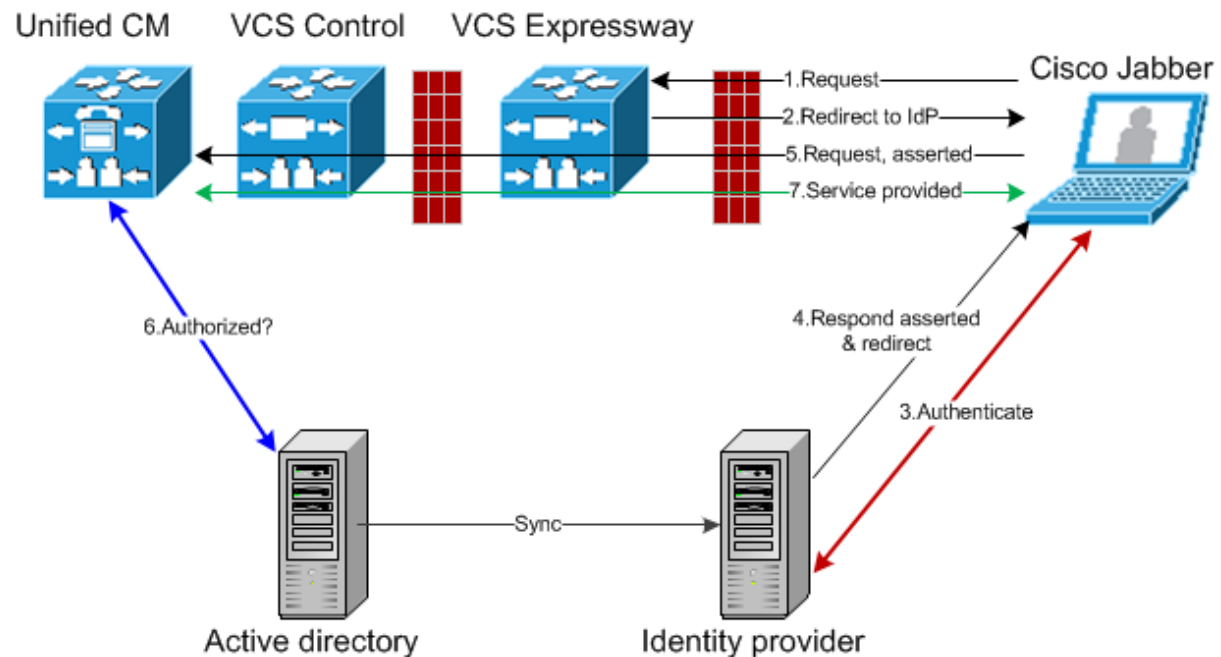 Unified CM
VCS Control
VCS Expressway
Cisco Jabber
1.Request
2.Redirect to IdP
5.Request, asserted
7.Service provided
6.Authorized?
4.Respond asserted
& redirect
3.Authenticate
Sync
Active directory
Identity provider